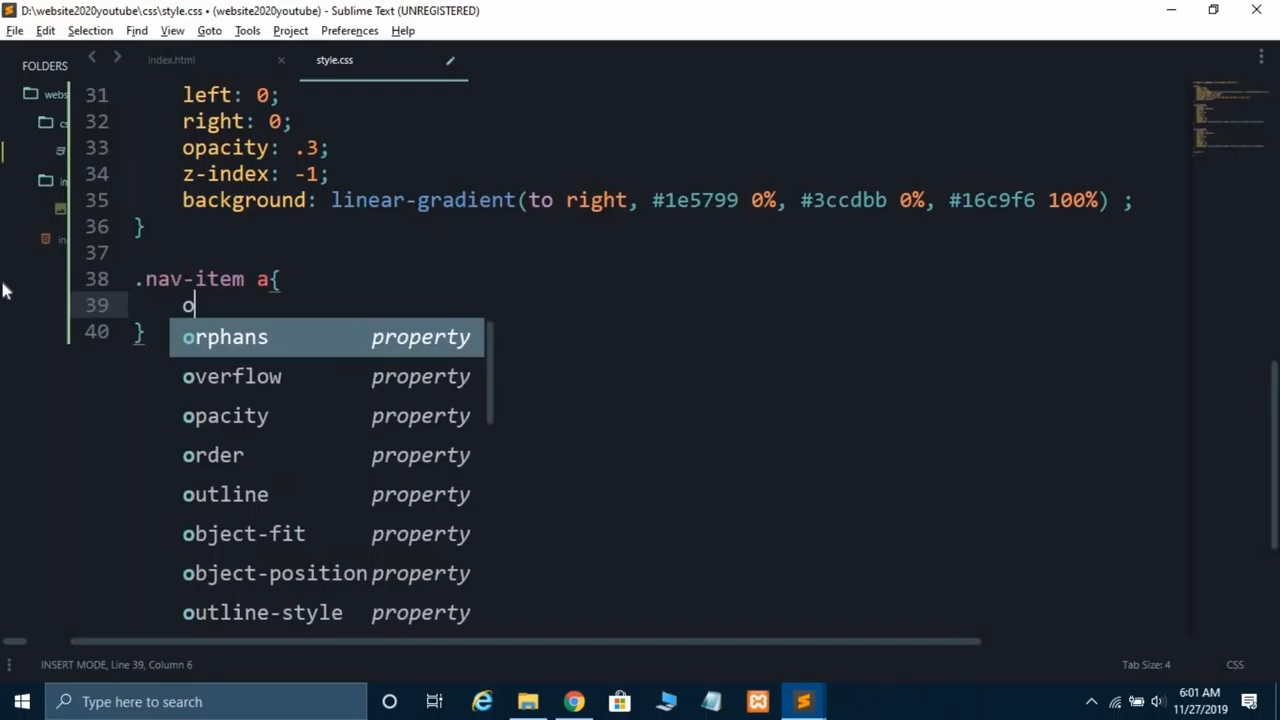 D:\website2020youtube\css\style.css • (website2020youtube) - Sublime Text (UNREGISTERED)
File Edit Selection Find View Goto Tools Project Preferences Help
FOLDERS
index.html
style.css
webs
cs
in
in
31 left: 0;
32 right: 0;
33 opacity: .3;
34 z-index: -1;
35 background: linear-gradient(to right, #1e5799 0%, #3ccdbb 0%, #16c9f6 100%) ;
36 }
37
38 .nav-item a{
39 o
40 }
orphans property
overflow property
opacity property
order property
outline property
object-fit property
object-position property
outline-style property
INSERT MODE, Line 39, Column 6
Tab Size: 4
CSS
Type here to search
6:01 AM
11/27/2019